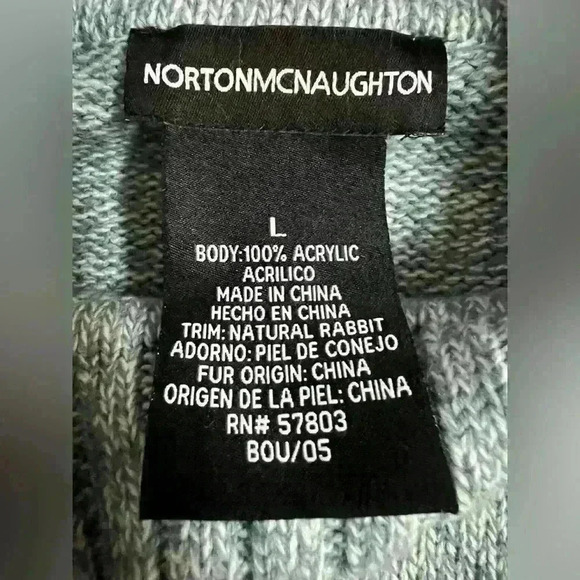 NORTONMCNAUGHTON
L
BODY:100% ACRYLIC
ACRILICO
MADE IN CHINA
HECHO EN CHINA
TRIM: NATURAL RABBIT
ADORNO: PIEL DE CONEJO
FUR ORIGIN: CHINA
ORIGEN DE LA PIEL: CHINA
RN# 57803
BOU/05